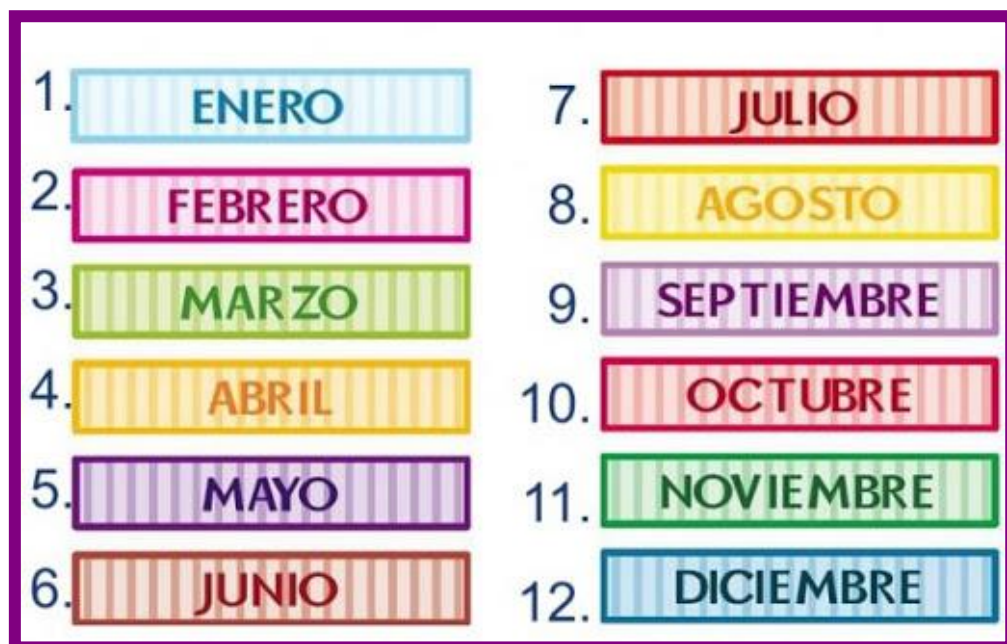 1. ENERO
2. FEBRERO
3. MARZO
4. ABRIL
5. MAYO
6. JUNIO
7. JULIO
8. AGOSTO
9. SEPTIEMBRE
10. OCTUBRE
11. NOVIEMBRE
12. DICIEMBRE